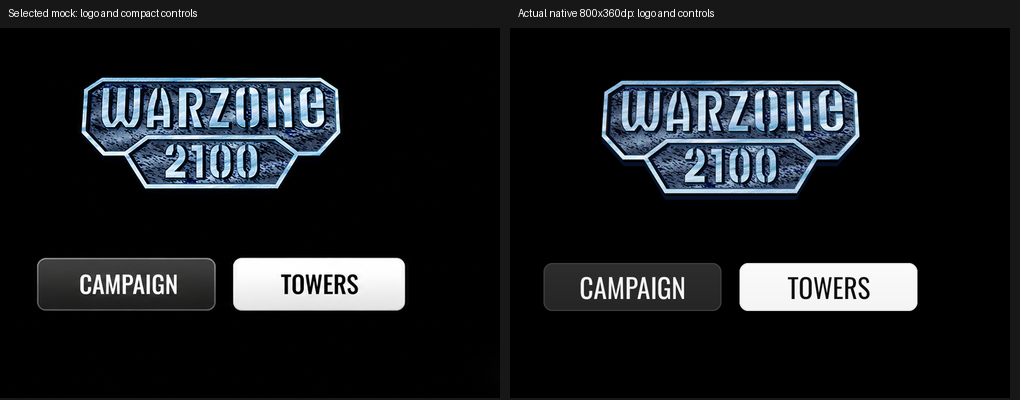 Selected mock: logo and compact controls
WARZONE
2100
CAMPAIGN
TOWERS
Actual native 800x360dp: logo and controls
WARZONE
2100
CAMPAIGN
TOWERS